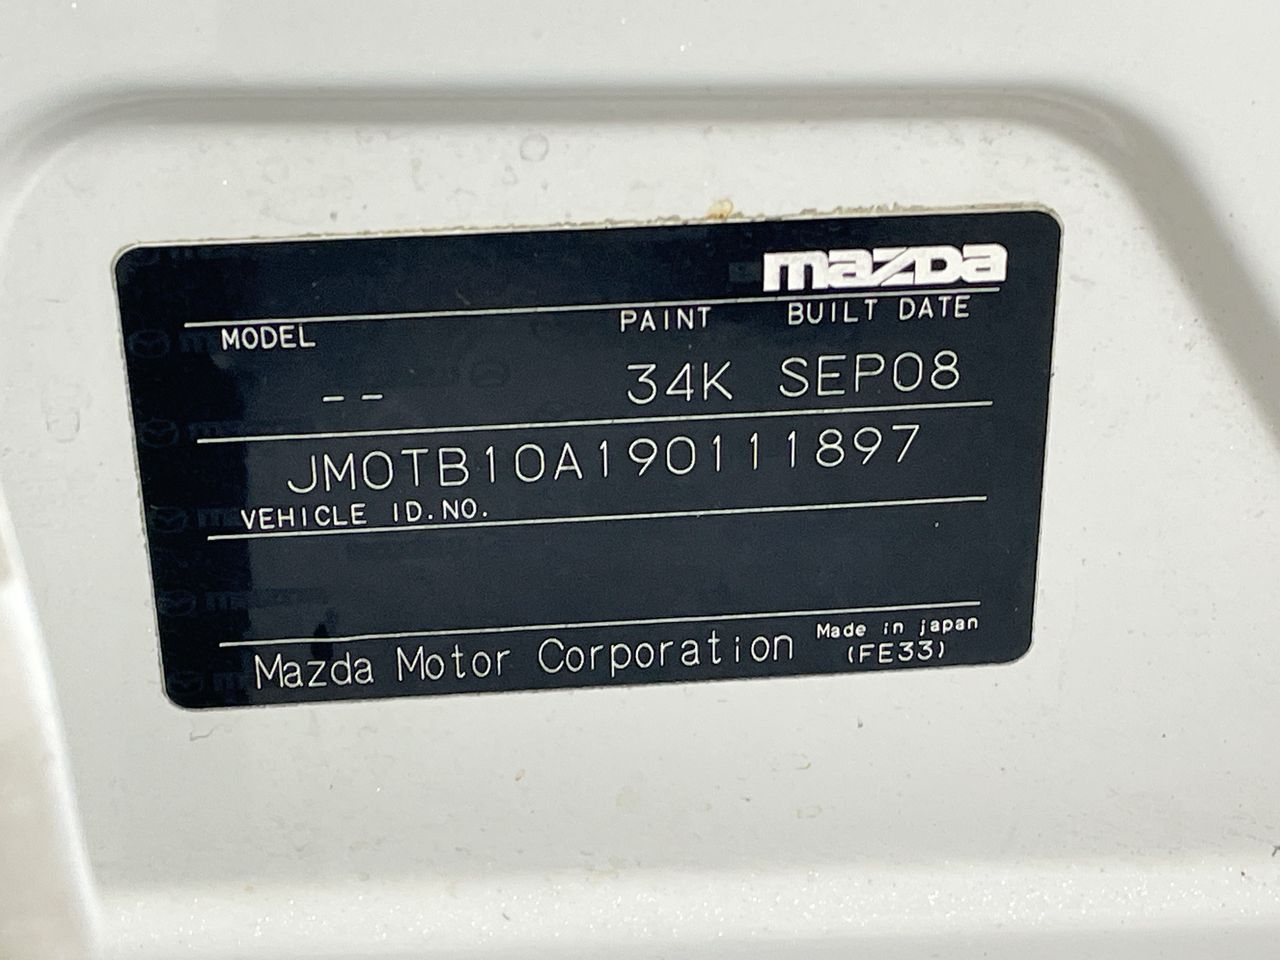 mazda
MODEL PAINT BUILT DATE
-- 34K SEP08
JM0TB10A190111897
VEHICLE ID.NO.
Mazda Motor Corporation
Made in japan
(FE33)